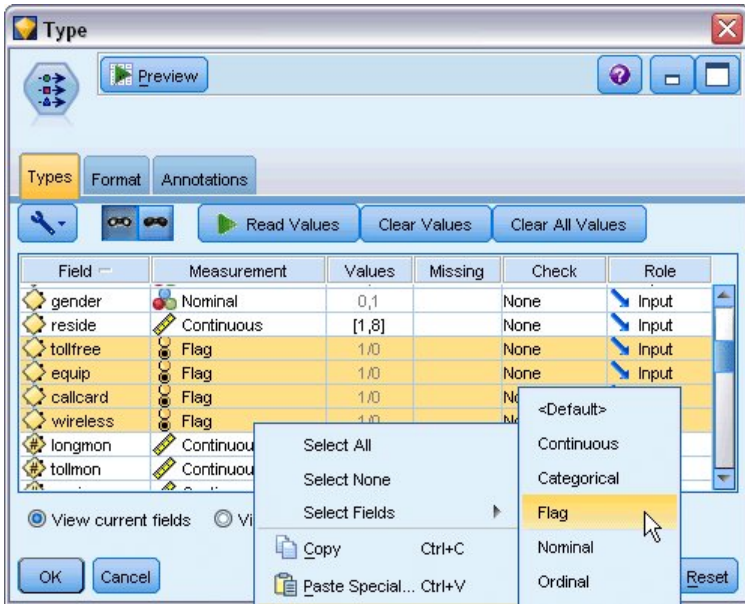 Type
Preview
Types Format Annotations
Read Values Clear Values Clear All Values
Field Measurement Values Missing Check Role
gender Nominal 0,1 None Input
reside Continuous [1,8] None Input
tollfree Flag 1/0 None Input
equip Flag 1/0 None Input
callcard Flag 1/0
wireless Flag 1/0
longmon
tollmon
Select All
Select None
Select Fields
Copy Ctrl+C
Paste Special... Ctrl+V
<Default>
Continuous
Categorical
Flag
Nominal
Ordinal
View current fields
OK Cancel Reset